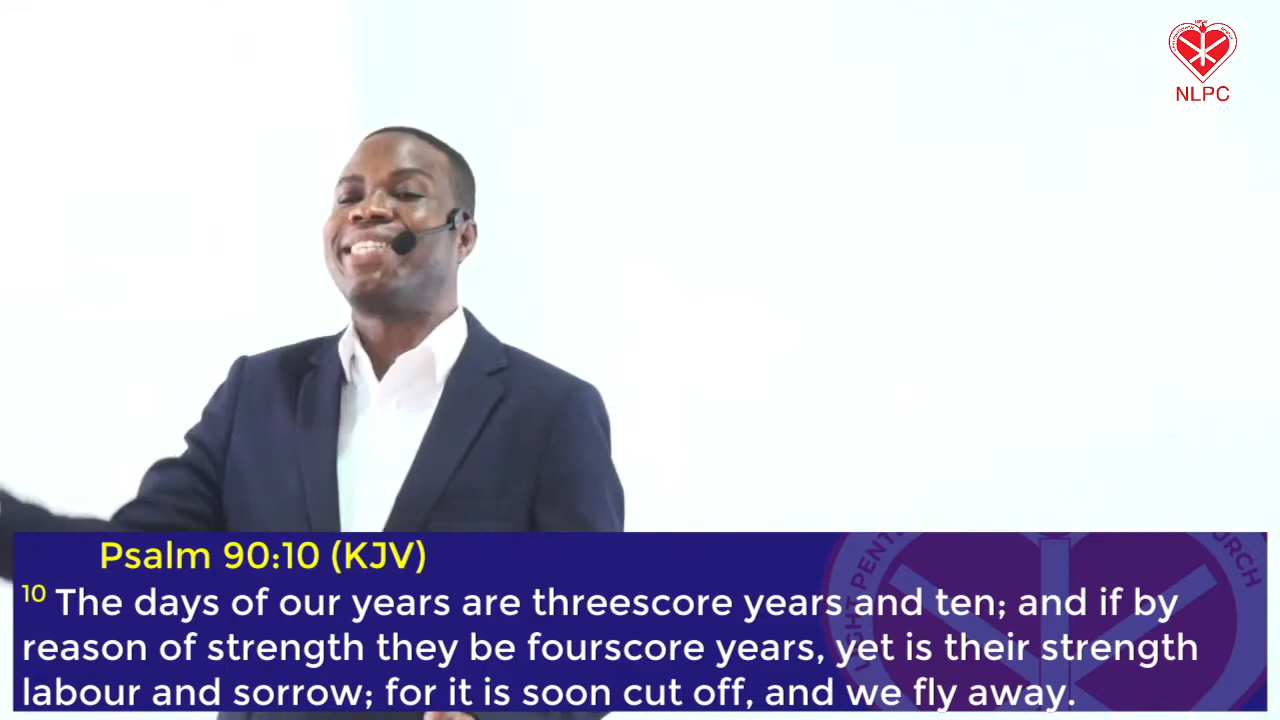 NLPC
Psalm 90:10 (KJV)
10 The days of our years are threescore years and ten; and if by
reason of strength they be fourscore years, yet is their strength
labour and sorrow; for it is soon cut off, and we fly away.